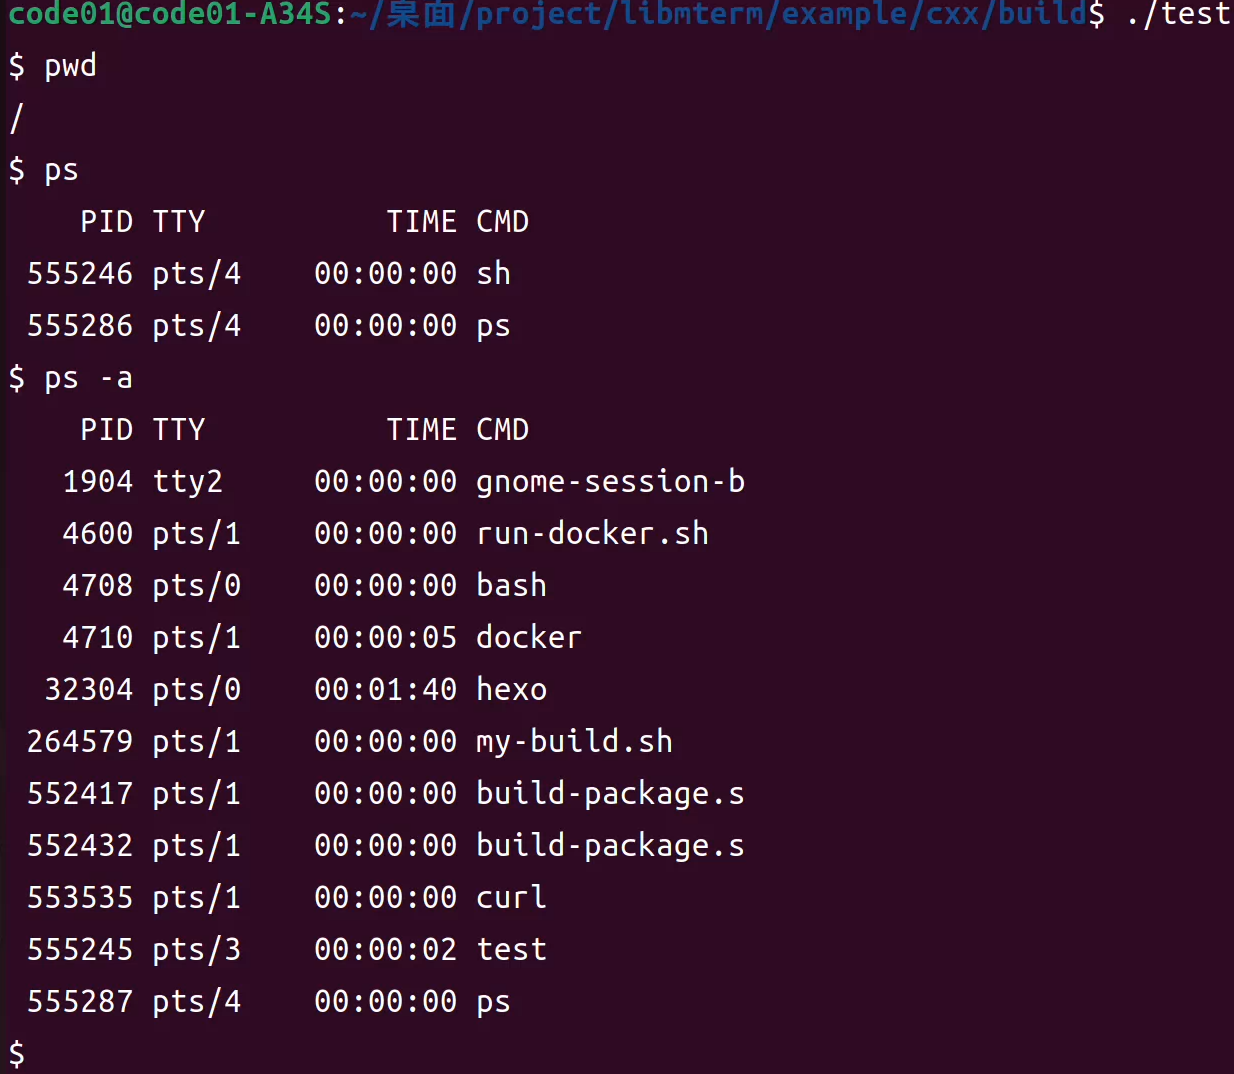 code01@code01-A34S:~/桌面/project/libmterm/example/cxx/build$ ./test
$ pwd
/
$ ps
    PID TTY          TIME CMD
 555246 pts/4    00:00:00 sh
 555286 pts/4    00:00:00 ps
$ ps -a
    PID TTY          TIME CMD
   1904 tty2     00:00:00 gnome-session-b
   4600 pts/1    00:00:00 run-docker.sh
   4708 pts/0    00:00:00 bash
   4710 pts/1    00:00:05 docker
  32304 pts/0    00:01:40 hexo
 264579 pts/1    00:00:00 my-build.sh
 552417 pts/1    00:00:00 build-package.s
 552432 pts/1    00:00:00 build-package.s
 553535 pts/1    00:00:00 curl
 555245 pts/3    00:00:02 test
 555287 pts/4    00:00:00 ps
$